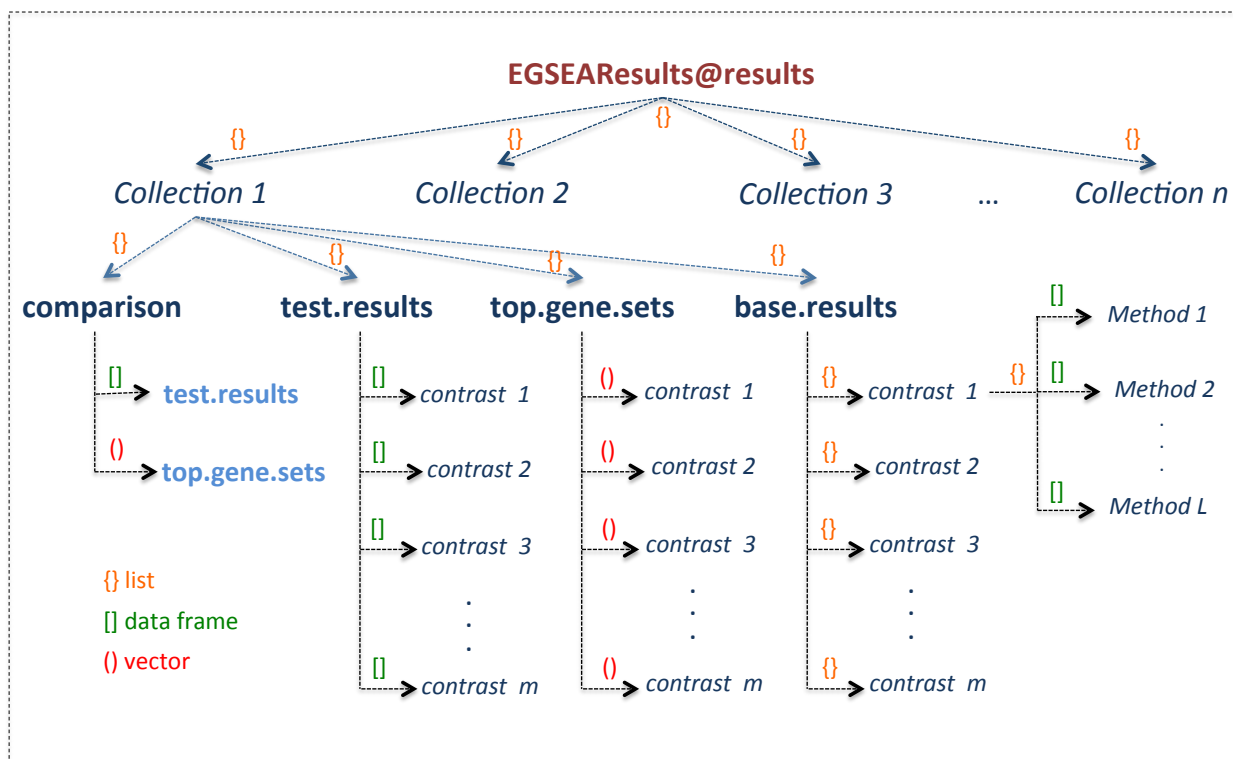 EGSEAResults@results
{} {} {} {} {}
Collection 1 Collection 2 Collection 3 ... Collection n
{} {} {} {}
comparison test.results top.gene.sets base.results
[] Method 1
[] test.results [] contrast 1 () contrast 1 {} contrast 1 {} [] Method 2
() top.gene.sets [] contrast 2 () contrast 2 {} contrast 2
[] Method L
[] contrast 3 () contrast 3 {} contrast 3
{} list
[] data frame
() vector
[] contrast m () contrast m {} contrast m